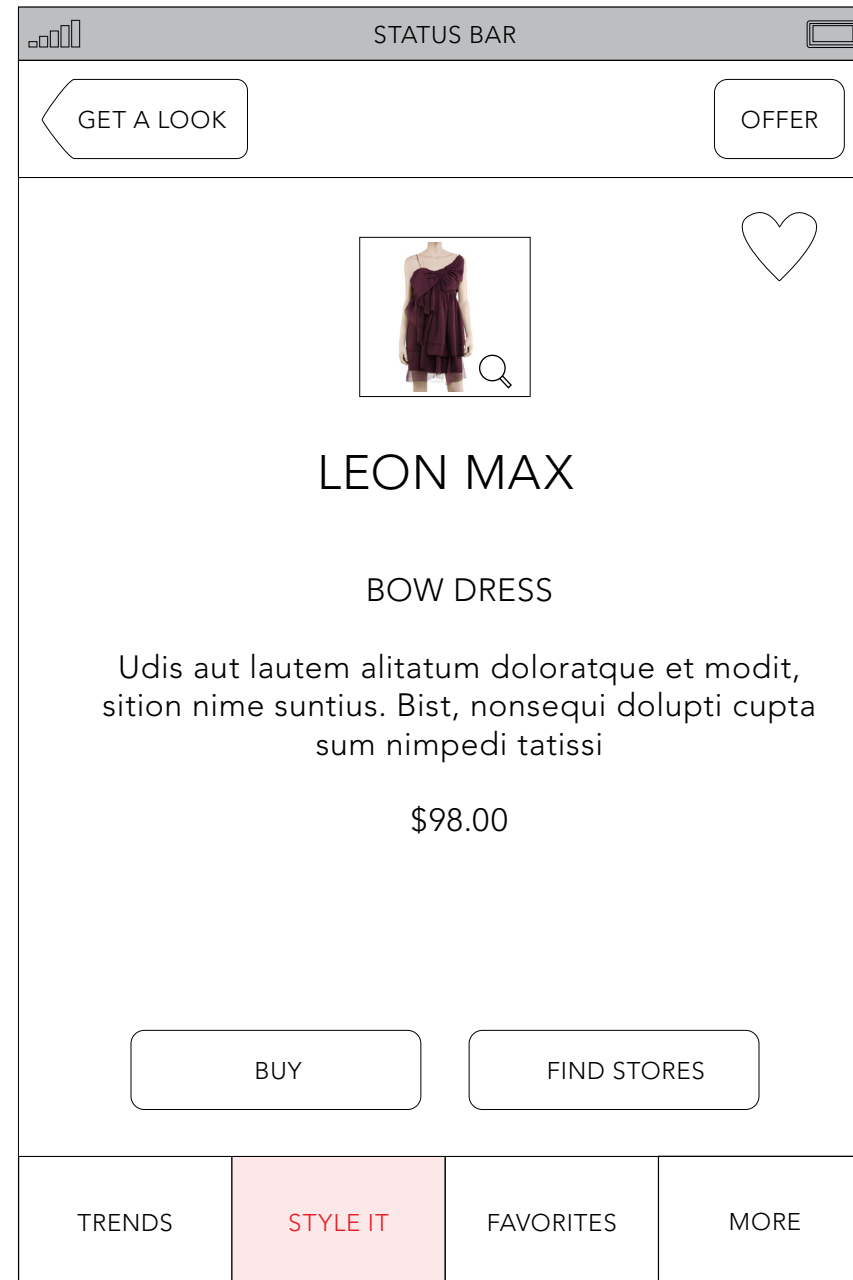 STATUS BAR
GET A LOOK
OFFER
LEON MAX
BOW DRESS
Udis aut lautem alitatum doloratque et modit,
sition nime suntius. Bist, nonsequi dolupti cupta
sum nimpedi tatissi
$98.00
BUY
FIND STORES
TRENDS
STYLE IT
FAVORITES
MORE